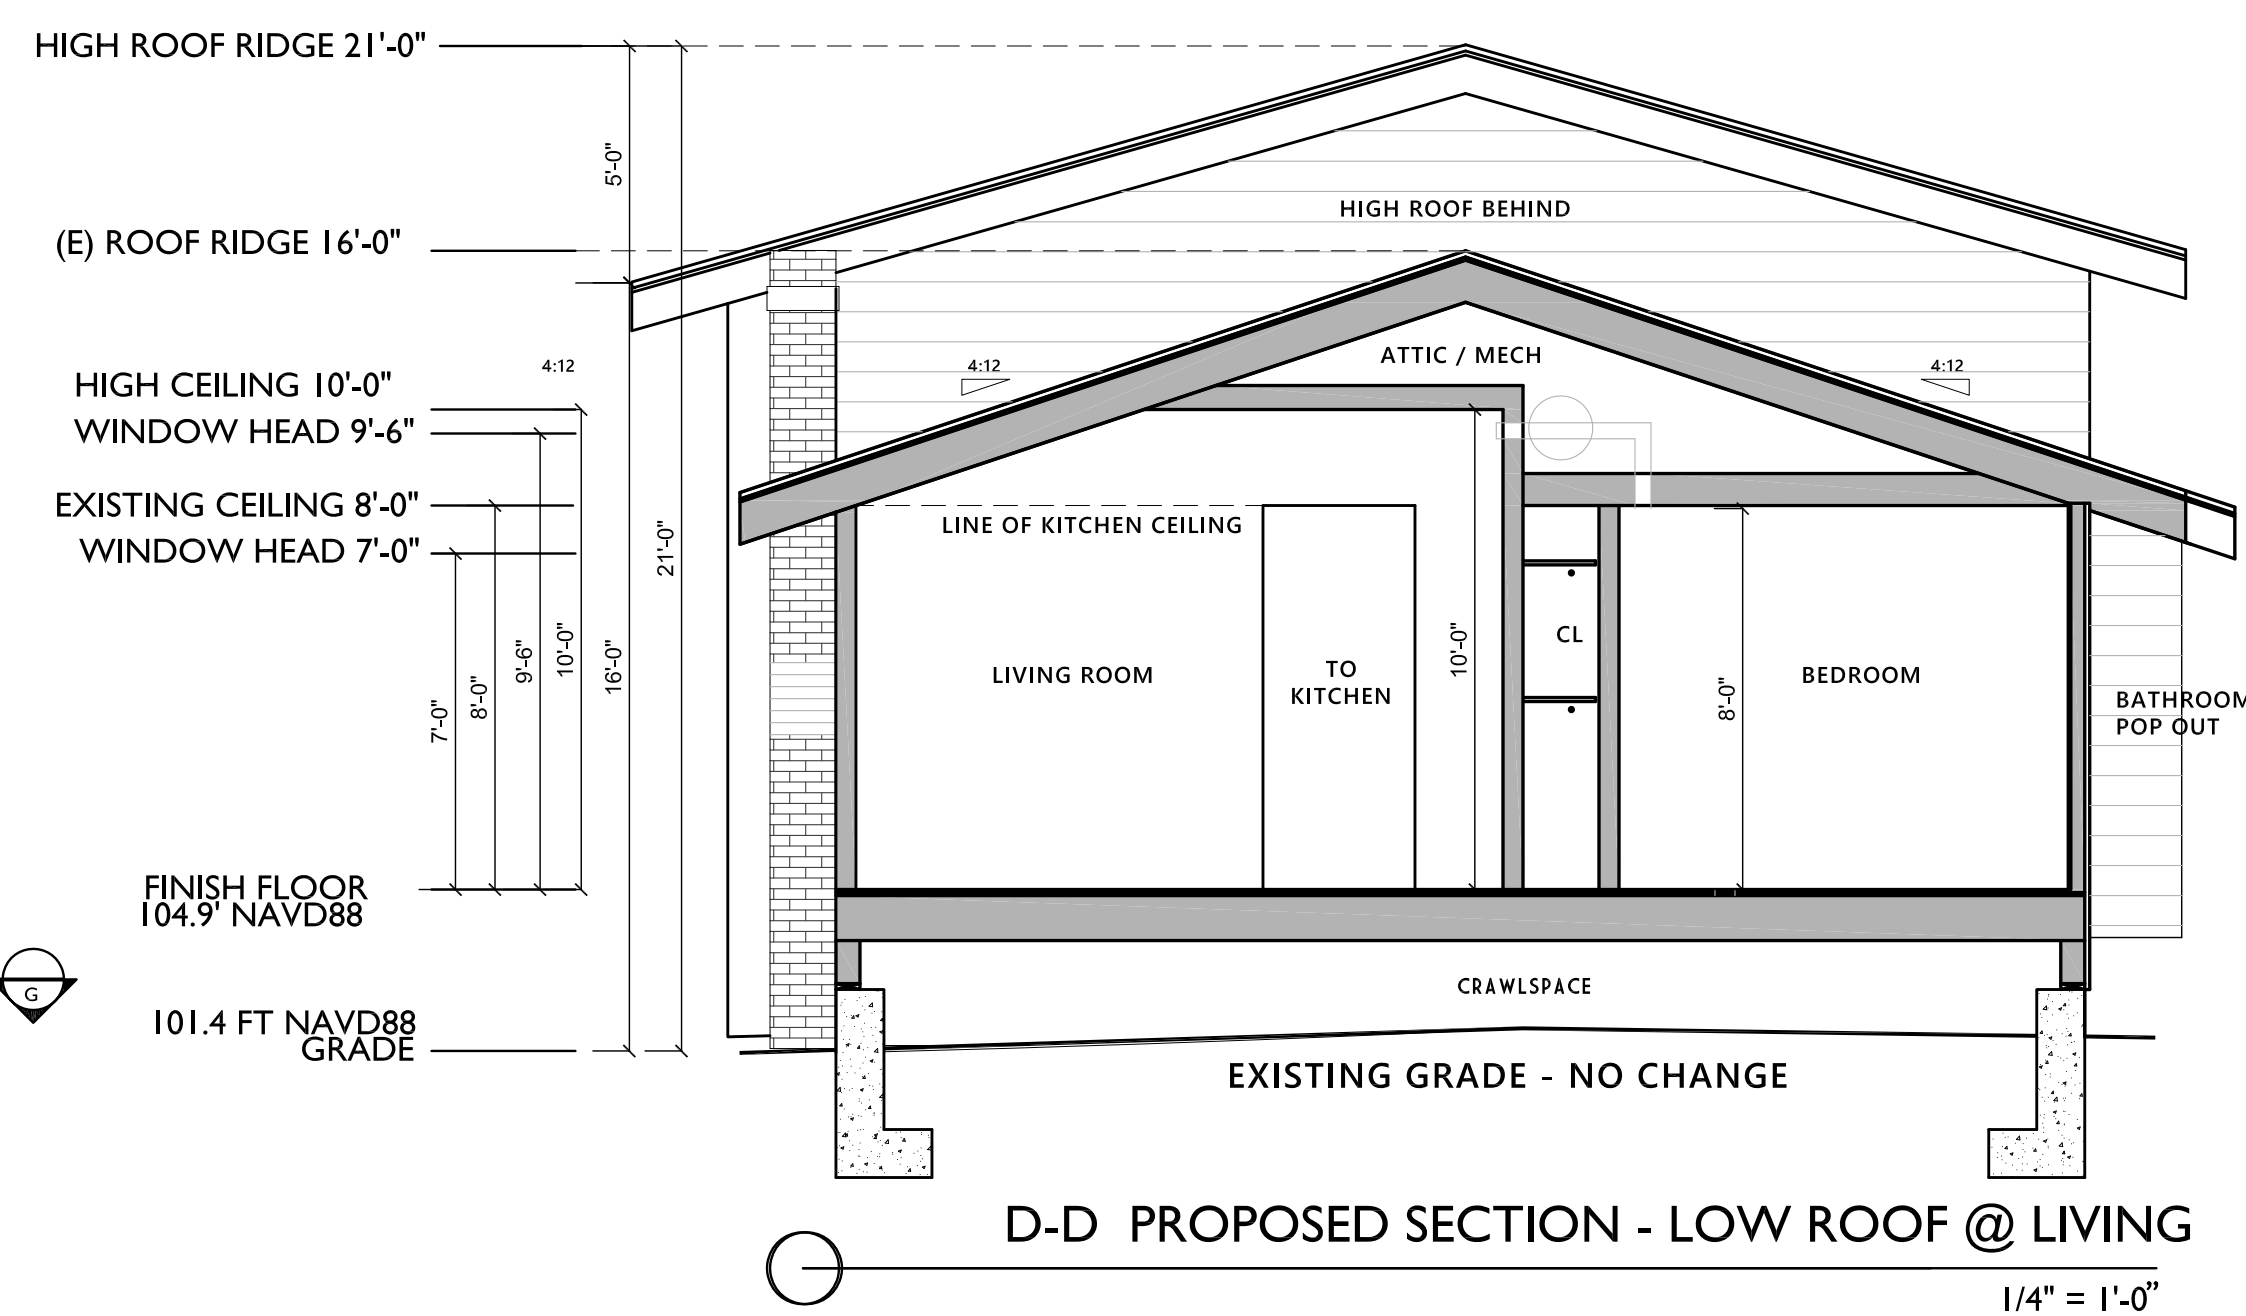 HIGH ROOF RIDGE 21'-0"
5'-0"
HIGH ROOF BEHIND
(E) ROOF RIDGE 16'-0"
4:12
4:12
ATTIC / MECH
4:12
HIGH CEILING 10'-0"
WINDOW HEAD 9'-6"
EXISTING CEILING 8'-0"
LINE OF KITCHEN CEILING
WINDOW HEAD 7'-0"
21'-0"
7'-0"
8'-0"
9'-6"
10'-0"
16'-0"
LIVING ROOM
TO
KITCHEN
10'-0"
CL
8'-0"
BEDROOM
BATHROOM
POP OUT
FINISH FLOOR
104.9' NAVD88
G
CRAWLSPACE
101.4 FT NAVD88
GRADE
EXISTING GRADE - NO CHANGE
D-D PROPOSED SECTION - LOW ROOF @ LIVING
1/4" = 1'-0”